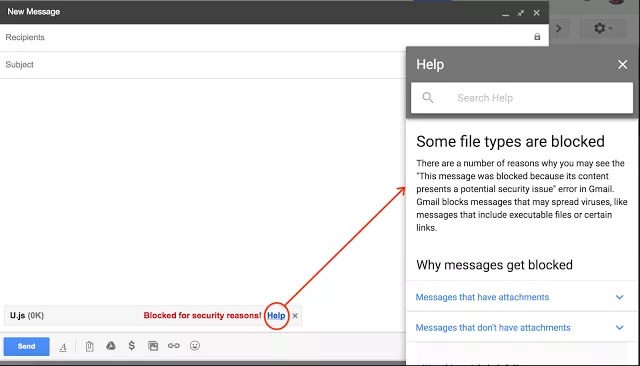 New Message
Recipients
Subject
U.js (0K) Blocked for security reasons! Help
Send
Help
Search Help
Some file types are blocked
There are a number of reasons why you may see the
"This message was blocked because its content
presents a potential security issue" error in Gmail.
Gmail blocks messages that may spread viruses, like
messages that include executable files or certain
links.
Why messages get blocked
Messages that have attachments
Messages that don't have attachments